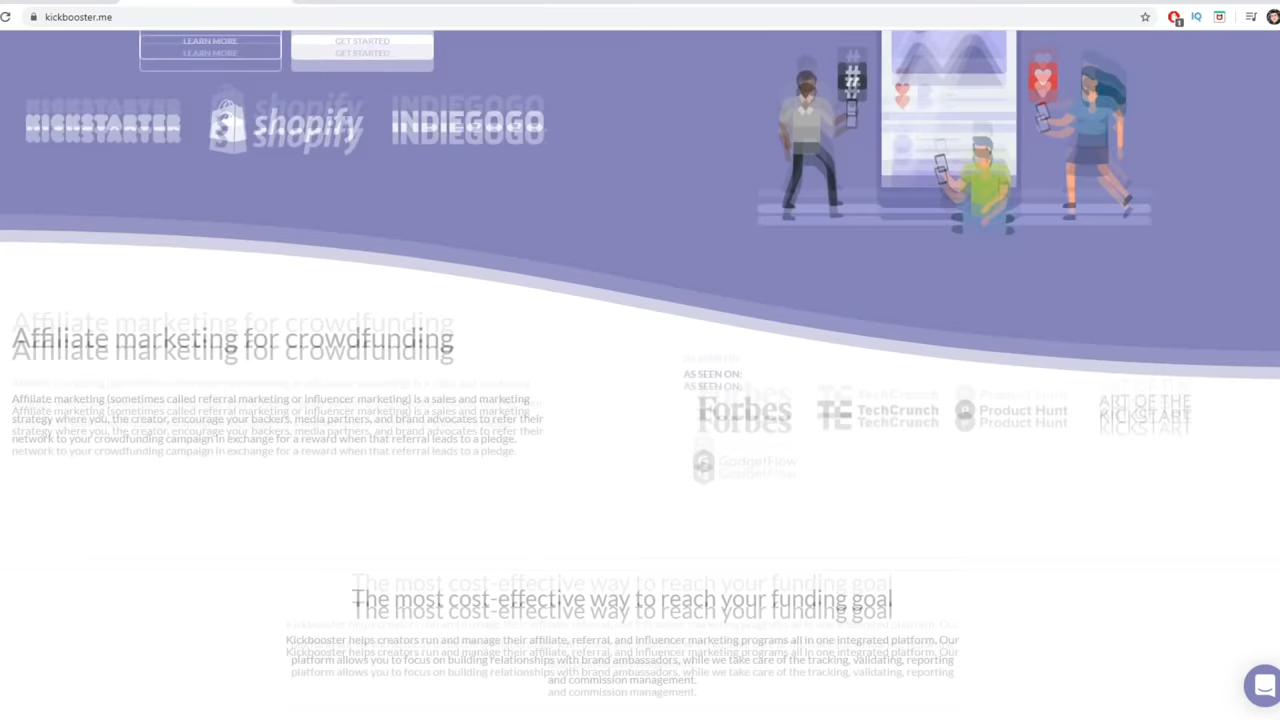 kickbooster.me
1
IQ
LEARN MORE
GET STARTED
KICKSTARTER
shopify
INDIEGOGO
#
Affiliate marketing for crowdfunding
Affiliate marketing (sometimes called referral marketing or influencer marketing) is a sales and marketing
strategy where you, the creator, encourage your backers, media partners, and brand advocates to refer their
network to your crowdfunding campaign in exchange for a reward when that referral leads to a pledge.
AS SEEN ON:
Forbes
TechCrunch
Product Hunt
ART OF THE
KICKSTART
GadgetFlow
The most cost-effective way to reach your funding goal
Kickbooster helps creators run and manage their affiliate, referral, and influencer marketing programs all in one integrated platform. Our
platform allows you to focus on building relationships with brand ambassadors, while we take care of the tracking, validating, reporting
and commission management.